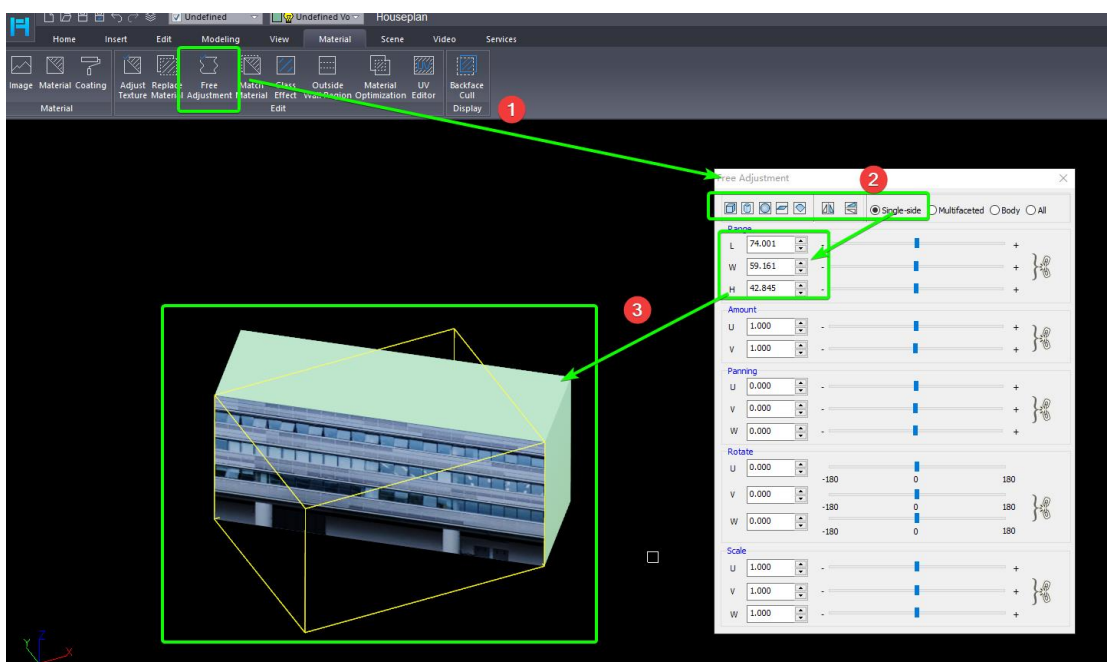 Undefined
Undefined Vo
Houseplan
Home Insert Edit Modeling View Material Scene Video Services
Image Material Coating Adjust Texture Replace Material Free Adjustment Match Material Glass Effect Outside Wall Region Material Optimization UV Editor Backface Cull
Material Edit Display
1
Free Adjustment
2
Single-side Multifaceted Body All
Range
L 74.001 - +
W 59.161 - +
H 42.845 - +
3
Amount
U 1.000 - +
V 1.000 - +
Panning
U 0.000 - +
V 0.000 - +
W 0.000 - +
Rotate
U 0.000
-180 0 180
V 0.000
-180 0 180
W 0.000
-180 0 180
Scale
U 1.000 - +
V 1.000 - +
W 1.000 - +
Z
Y
X